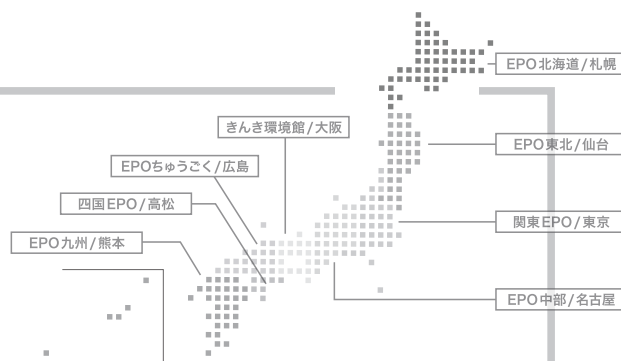 EPO北海道/札幌
きんき環境館/大阪
EPO東北/仙台
EPOちゅうごく/広島
四国EPO/高松
関東EPO/東京
EPO九州/熊本
EPO中部/名古屋